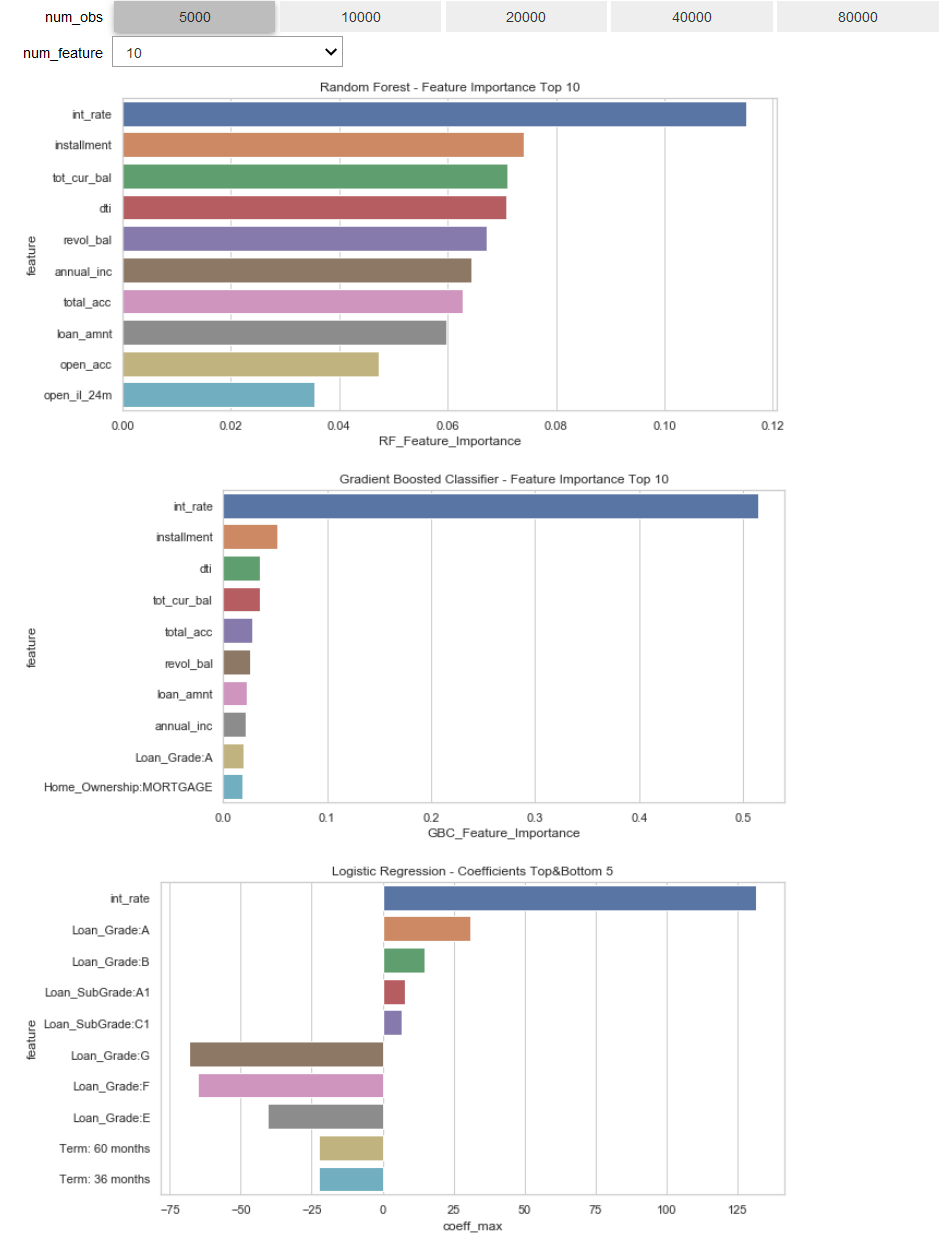 num_obs 5000 10000 20000 40000 80000
num_feature 10
Random Forest - Feature Importance Top 10
int_rate
installment
tot_cur_bal
dti
revol_bal
annual_inc
total_acc
loan_amnt
open_acc
open_il_24m
feature
0.00 0.02 0.04 0.06 0.08 0.10 0.12
RF_Feature_Importance
Gradient Boosted Classifier - Feature Importance Top 10
int_rate
installment
dti
tot_cur_bal
total_acc
revol_bal
loan_amnt
annual_inc
Loan_Grade:A
Home_Ownership:MORTGAGE
feature
0.0 0.1 0.2 0.3 0.4 0.5
GBC_Feature_Importance
Logistic Regression - Coefficients Top&Bottom 5
int_rate
Loan_Grade:A
Loan_Grade:B
Loan_SubGrade:A1
Loan_SubGrade:C1
Loan_Grade:G
Loan_Grade:F
Loan_Grade:E
Term: 60 months
Term: 36 months
feature
−75 −50 −25 0 25 50 75 100 125
coeff_max